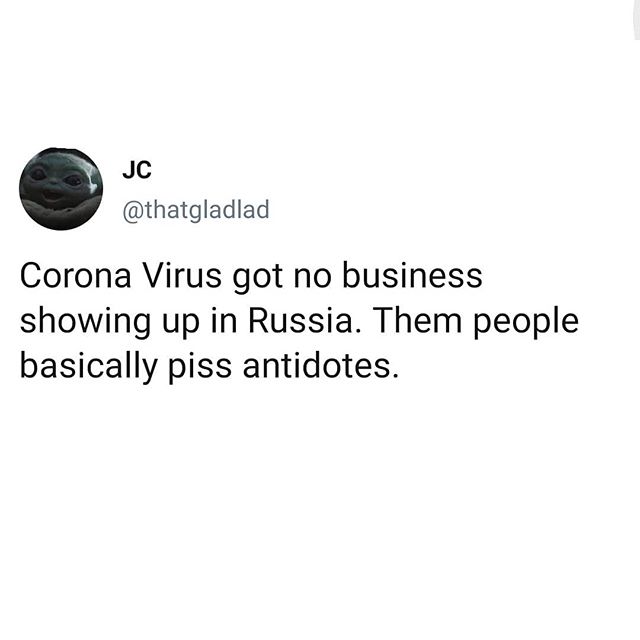 JC
@thatgladlad
Corona Virus got no business
showing up in Russia. Them people
basically piss antidotes.